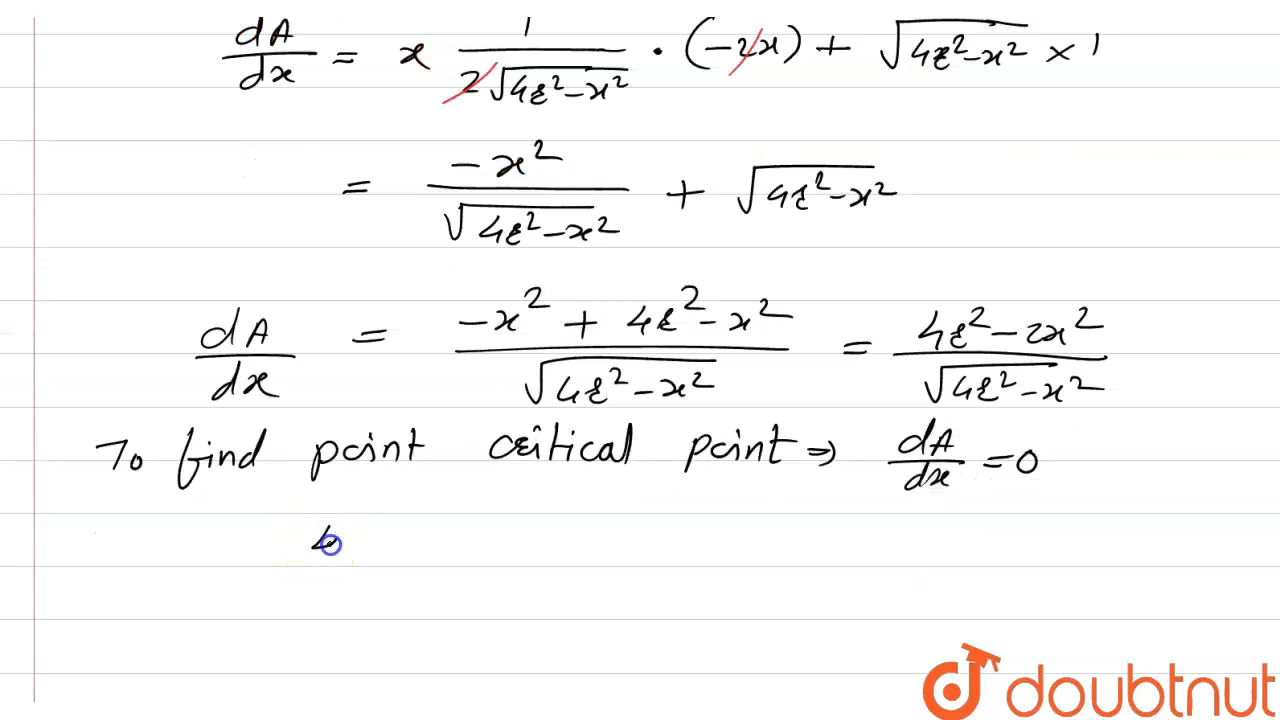 dA/dx = x 1/(2√(4r²-x²)) · (-2x) + √(4r²-x²) × 1
= -x²/√(4r²-x²) + √(4r²-x²)
dA/dx = (-x² + 4r² - x²)/√(4r²-x²) = (4r² - 2x²)/√(4r²-x²)
To find point critical point ⇒ dA/dx = 0
4
doubtnut